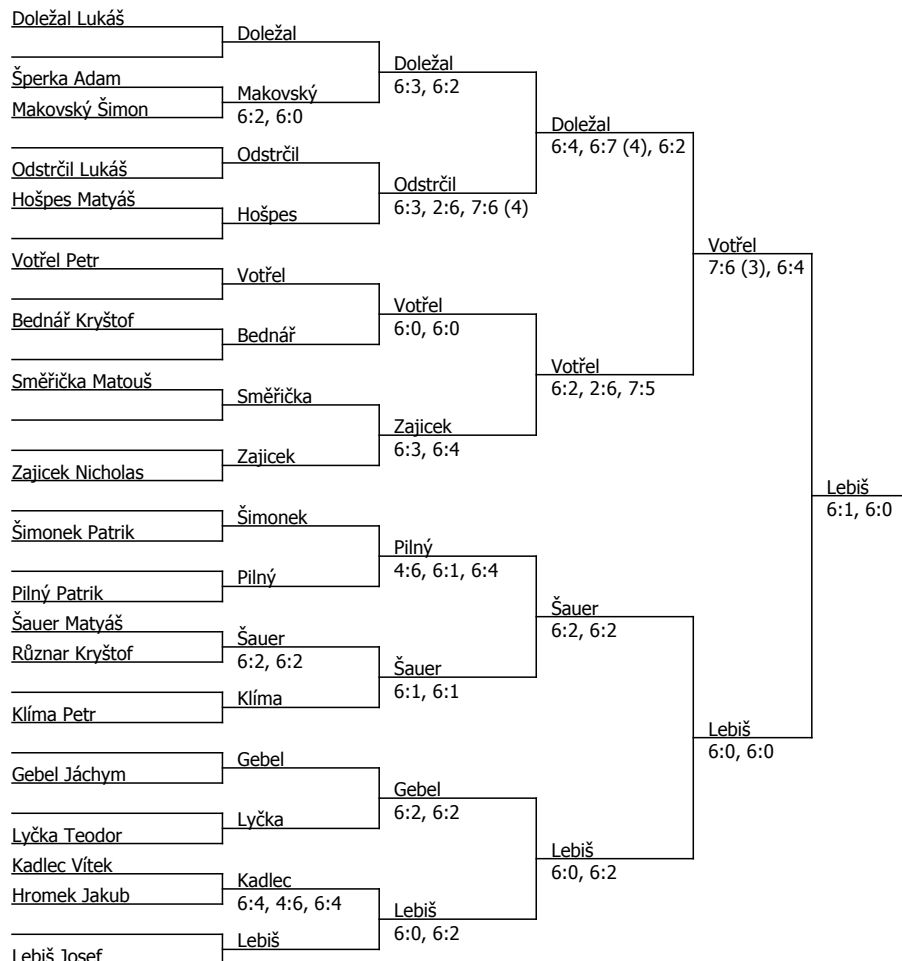 Doležal Lukáš
Doležal
Doležal
6:3, 6:2
Šperka Adam
Makovský
Makovský Šimon
6:2, 6:0
Doležal
6:4, 6:7 (4), 6:2
Odstrčil
Odstrčil Lukáš
Odstrčil
6:3, 2:6, 7:6 (4)
Hošpes Matyáš
Hošpes
Votřel
7:6 (3), 6:4
Votřel Petr
Votřel
Votřel
6:0, 6:0
Bednář Kryštof
Bednář
Votřel
6:2, 2:6, 7:5
Směřička Matouš
Směřička
Zajicek
6:3, 6:4
Zajicek
Zajicek Nicholas
Lebiš
6:1, 6:0
Šimonek
Šimonek Patrik
Pilný
4:6, 6:1, 6:4
Pilný
Pilný Patrik
Šauer
6:2, 6:2
Šauer Matyáš
Šauer
Různar Kryštof
6:2, 6:2
Šauer
6:1, 6:1
Klíma
Klíma Petr
Lebiš
6:0, 6:0
Gebel
Gebel Jáchym
Gebel
6:2, 6:2
Lyčka
Lyčka Teodor
Lebiš
6:0, 6:2
Kadlec Vítek
Kadlec
Hromek Jakub
6:4, 4:6, 6:4
Lebiš
6:0, 6:2
Lebiš
Lebiš Josef